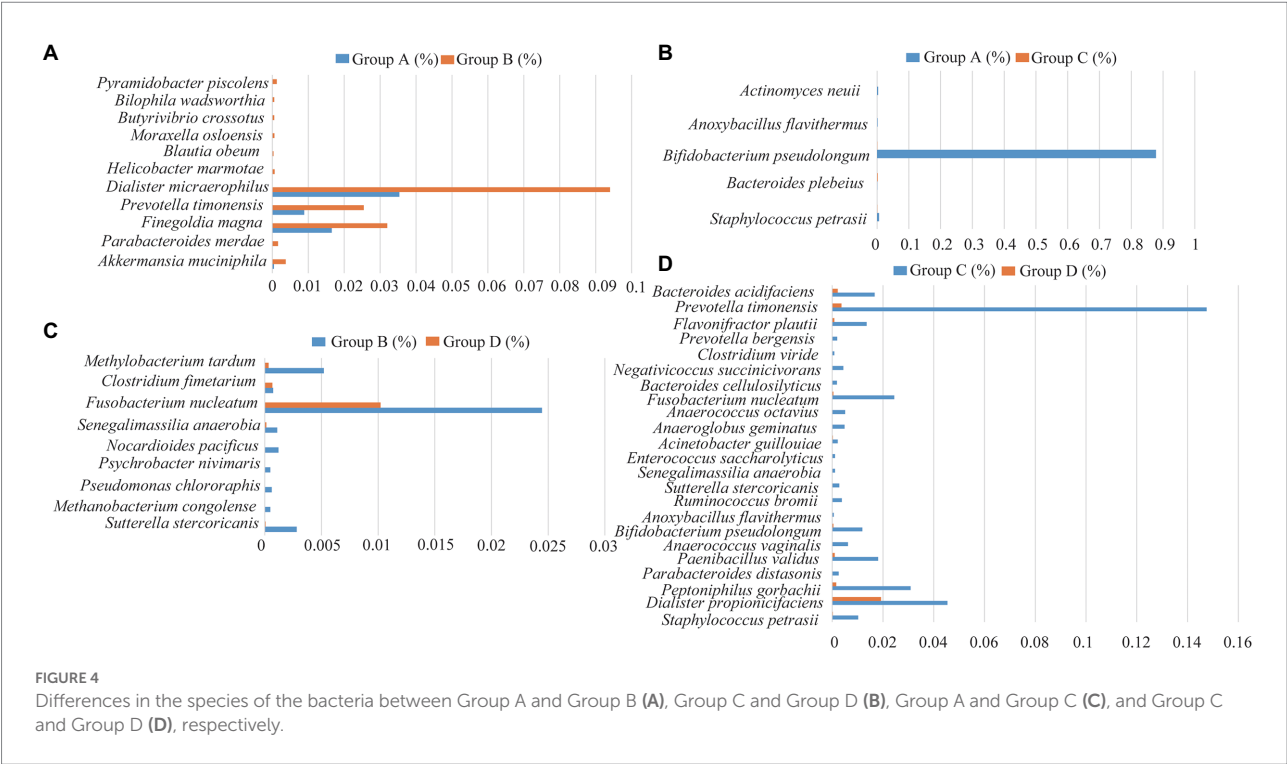 A
Group A (%) Group B (%)
Pyramidobacter piscolens
Bilophila wadsworthia
Butyrivibrio crossotus
Moraxella osloensis
Blautia obeum
Helicobacter marmotae
Dialister micraerophilus
Prevotella timonensis
Finegoldia magna
Parabacteroides merdae
Akkermansia muciniphila
0 0.01 0.02 0.03 0.04 0.05 0.06 0.07 0.08 0.09 0.1
B
Group A (%) Group C (%)
Actinomyces neuii
Anoxybacillus flavithermus
Bifidobacterium pseudolongum
Bacteroides plebeius
Staphylococcus petrasii
0 0.1 0.2 0.3 0.4 0.5 0.6 0.7 0.8 0.9 1
C
Group B (%) Group D (%)
Methylobacterium tardum
Clostridium fimetarium
Fusobacterium nucleatum
Senegalimassilia anaerobia
Nocardioides pacificus
Psychrobacter nivimaris
Pseudomonas chlororaphis
Methanobacterium congolense
Sutterella stercoricanis
0 0.005 0.01 0.015 0.02 0.025 0.03
D
Group C (%) Group D (%)
Bacteroides acidifaciens
Prevotella timonensis
Flavonifractor plautii
Prevotella bergensis
Clostridium viride
Negativicoccus succinicivorans
Bacteroides cellulosilyticus
Fusobacterium nucleatum
Anaerococcus octavius
Anaeroglobus geminatus
Acinetobacter guillouiae
Enterococcus saccharolyticus
Senegalimassilia anaerobia
Sutterella stercoricanis
Ruminococcus bromii
Anoxybacillus flavithermus
Bifidobacterium pseudolongum
Anaerococcus vaginalis
Paenibacillus validus
Parabacteroides distasonis
Peptoniphilus gorbachii
Dialister propionicifaciens
Staphylococcus petrasii
0 0.02 0.04 0.06 0.08 0.1 0.12 0.14 0.16
FIGURE 4
Differences in the species of the bacteria between Group A and Group B (A), Group C and Group D (B), Group A and Group C (C), and Group C
and Group D (D), respectively.